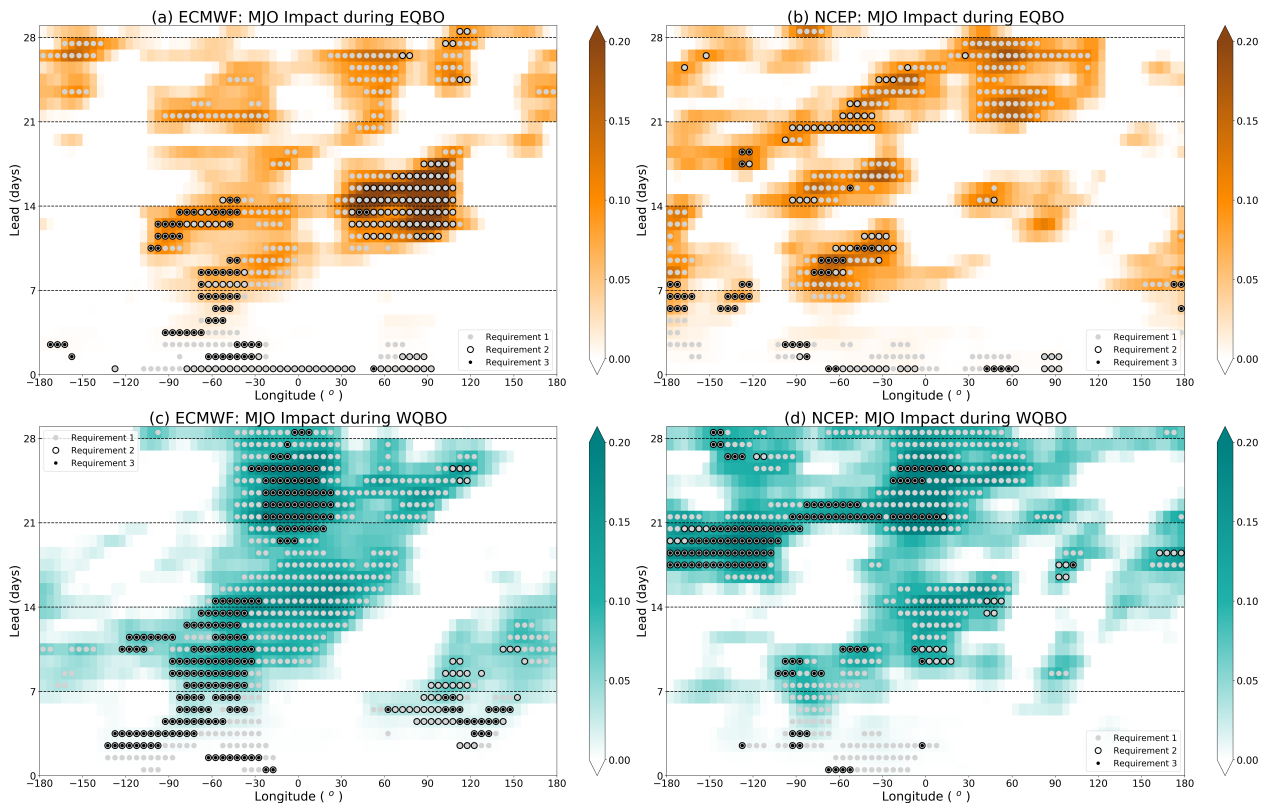 (a) ECMWF: MJO Impact during EQBO
28
21
14
7
0
Lead (days)
−180 −150 −120 −90 −60 −30 0 30 60 90 120 150 180
Longitude ( o )
Requirement 1
Requirement 2
Requirement 3
0.20
0.15
0.10
0.05
0.00
(b) NCEP: MJO Impact during EQBO
28
21
14
7
0
Lead (days)
−180 −150 −120 −90 −60 −30 0 30 60 90 120 150 180
Longitude ( o )
Requirement 1
Requirement 2
Requirement 3
0.20
0.15
0.10
0.05
0.00
(c) ECMWF: MJO Impact during WQBO
28
21
14
7
0
Lead (days)
−180 −150 −120 −90 −60 −30 0 30 60 90 120 150 180
Longitude ( o )
Requirement 1
Requirement 2
Requirement 3
0.20
0.15
0.10
0.05
0.00
(d) NCEP: MJO Impact during WQBO
28
21
14
7
0
Lead (days)
−180 −150 −120 −90 −60 −30 0 30 60 90 120 150 180
Longitude ( o )
Requirement 1
Requirement 2
Requirement 3
0.20
0.15
0.10
0.05
0.00